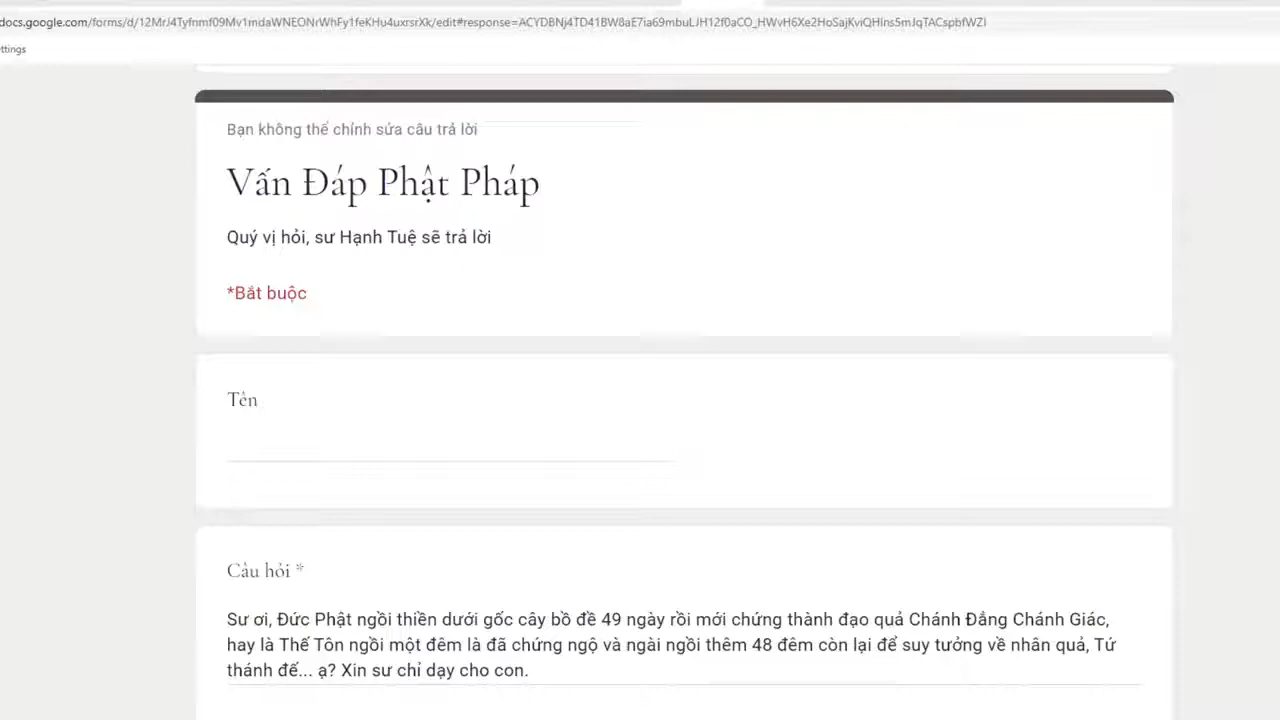 docs.google.com/forms/d/12MrJ4Tyfnmf09Mv1mdaWNEONrWhFy1feKHu4uxrsrXk/edit#response=ACYDBNj4TD41BW8aE7ia69mbuLJH12f0aCO_HWvH6Xe2HoSajKviQHIns5mJqTACspbfWZI
ettings
Bạn không thể chỉnh sửa câu trả lời
Vấn Đáp Phật Pháp
Quý vị hỏi, sư Hạnh Tuệ sẽ trả lời
*Bắt buộc
Tên
Câu hỏi *
Sư ơi, Đức Phật ngồi thiền dưới gốc cây bồ đề 49 ngày rồi mới chứng thành đạo quả Chánh Đẳng Chánh Giác,
hay là Thế Tôn ngồi một đêm là đã chứng ngộ và ngài ngồi thêm 48 đêm còn lại để suy tưởng về nhân quả, Tứ
thánh đế... ạ? Xin sư chỉ dạy cho con.